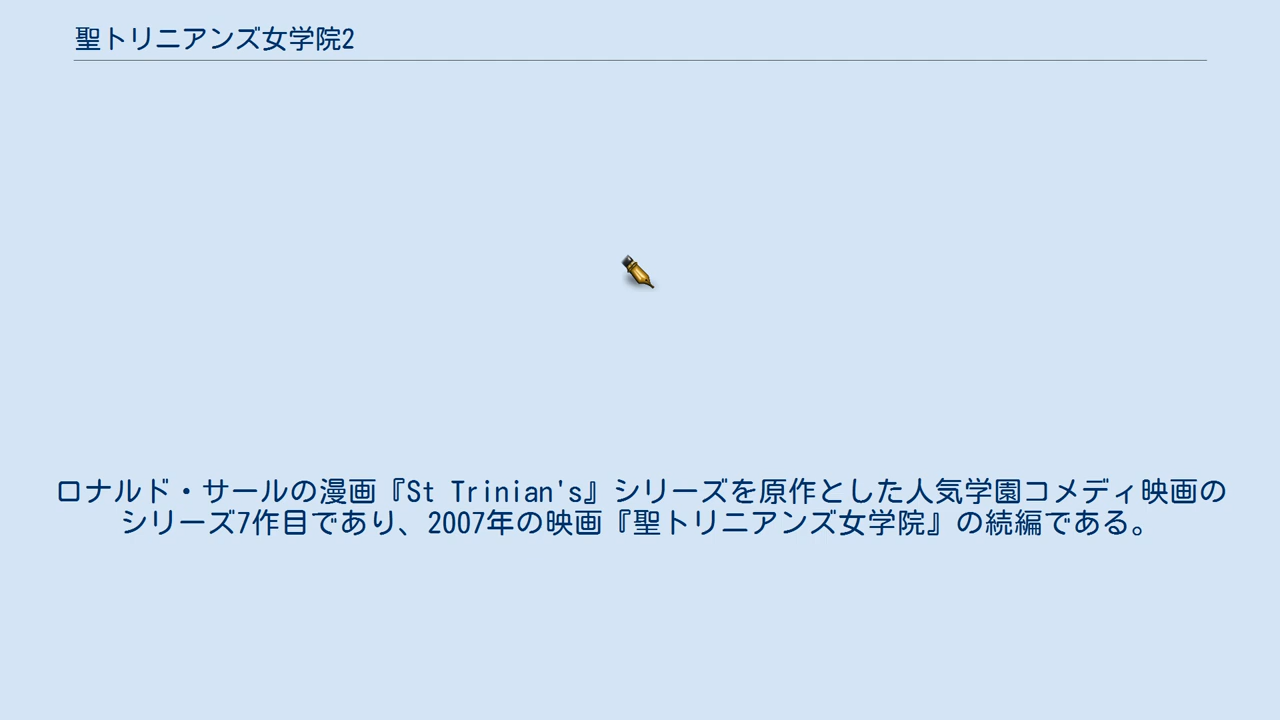 聖トリニアンズ女学院2
ロナルド・サールの漫画『St Trinian's』シリーズを原作とした人気学園コメディ映画の
シリーズ7作目であり、2007年の映画『聖トリニアンズ女学院』の続編である。